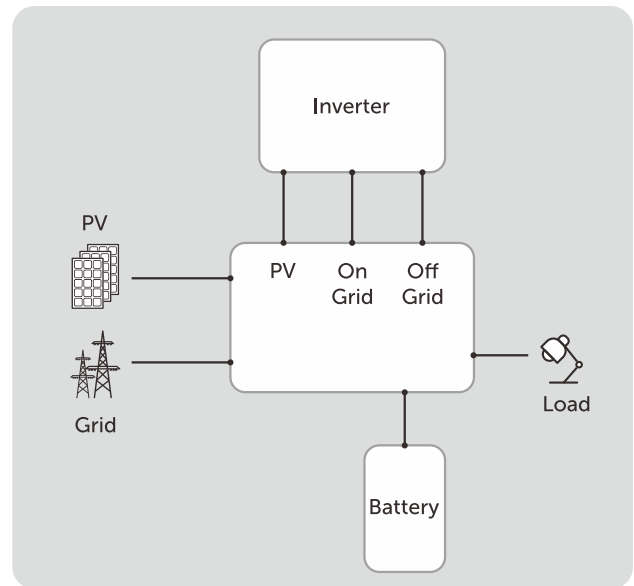 Inverter
PV
PV
On
Grid
Off
Grid
Grid
Load
Battery